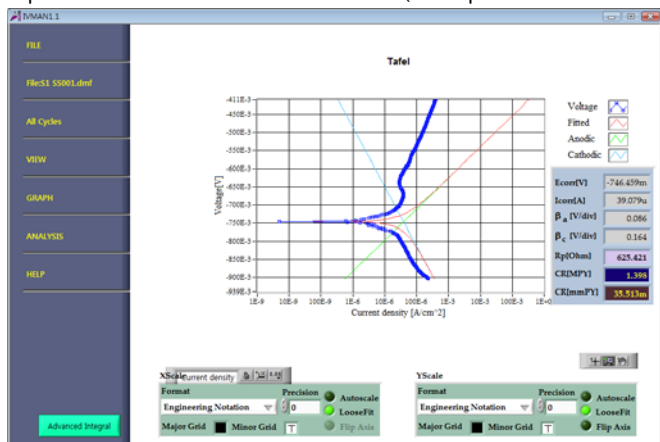 IVMAN1.1
FILE
File:S1 SS001.dmf
All Cycles
VIEW
GRAPH
ANALYSIS
HELP
Advanced Integral
Tafel
Voltage[V]
-411E-3
-450E-3
-500E-3
-550E-3
-600E-3
-650E-3
-700E-3
-750E-3
-800E-3
-850E-3
-900E-3
-939E-3
1E-9 10E-9 100E-9 1E-6 10E-6 100E-6 1E-3 10E-3 100E-3 1E+0
Current density [A/cm^2]
Voltage
Fitted
Anodic
Cathodic
Ecorr[V] -746.459m
Icorr[A] 39.079u
βa [V/div] 0.086
βc [V/div] 0.164
Rp[Ohm] 625.421
CR[MPY] 1.398
CR[mmPY] 35.513m
XScale
Current density
Format Precision
Engineering Notation 0
Autoscale
LooseFit
Flip Axis
Major Grid Minor Grid
YScale
Format Precision
Engineering Notation 0
Autoscale
LooseFit
Flip Axis
Major Grid Minor Grid